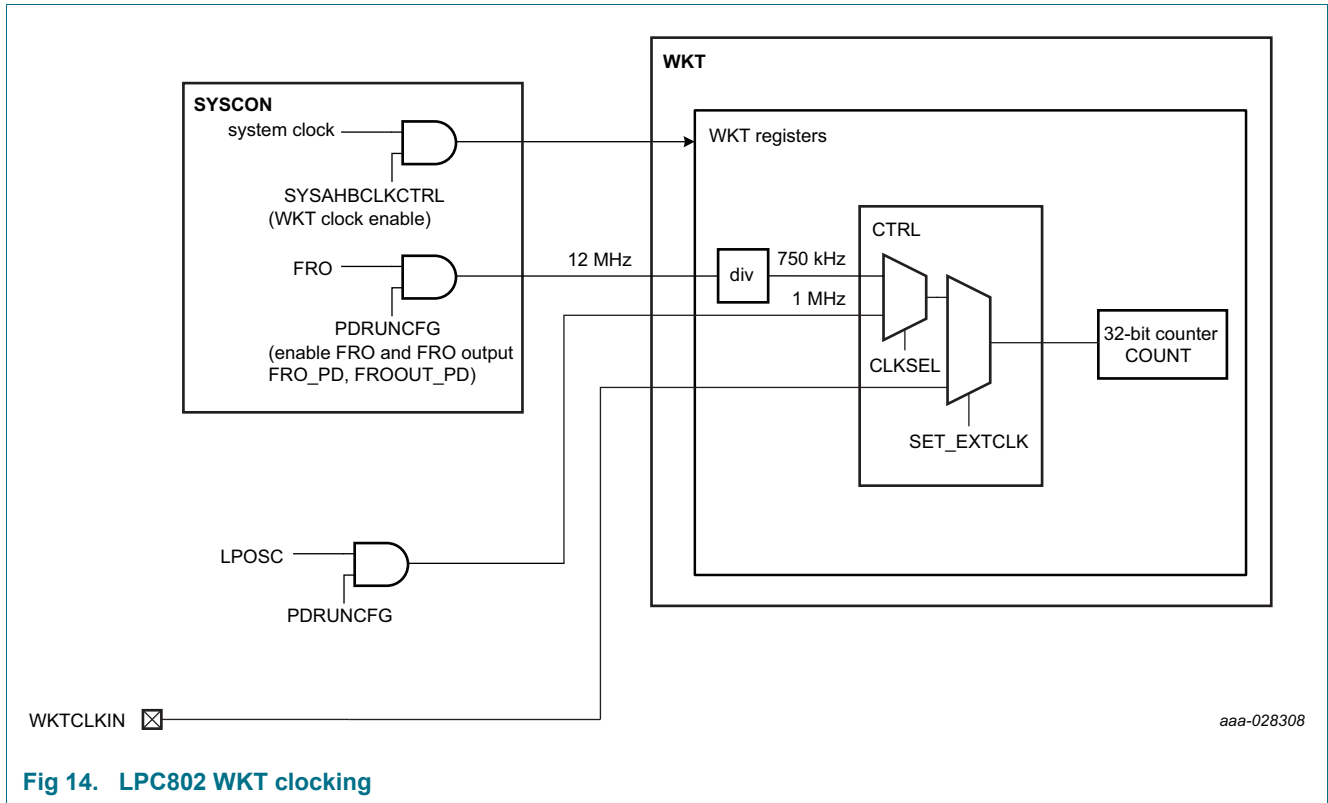 WKT
SYSCON
system clock
WKT registers
SYSAHBCLKCTRL
(WKT clock enable)
CTRL
FRO
12 MHz
div
750 kHz
1 MHz
PDRUNCFG
(enable FRO and FRO output
FRO_PD, FROOUT_PD)
CLKSEL
32-bit counter
COUNT
SET_EXTCLK
LPOSC
PDRUNCFG
WKTCLKIN
aaa-028308
Fig 14. LPC802 WKT clocking